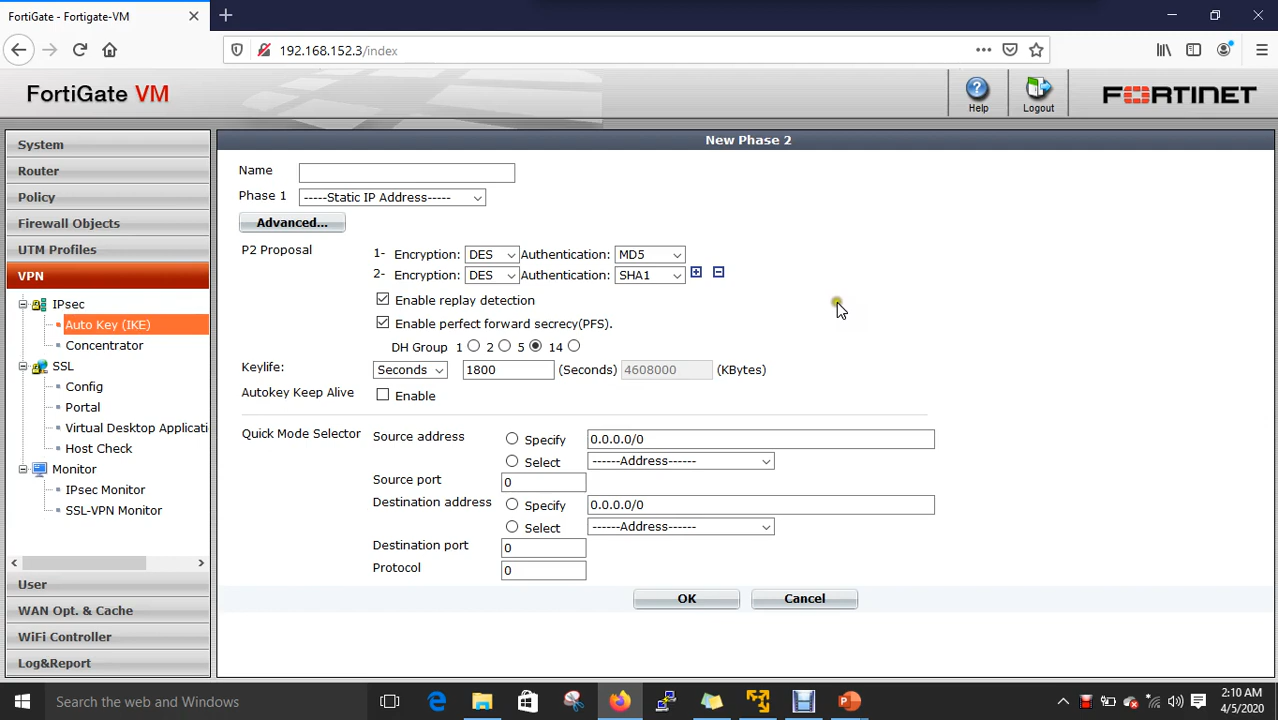 FortiGate - Fortigate-VM
192.168.152.3/index
FortiGate VM
Help
Logout
FORTINET
System
Router
Policy
Firewall Objects
UTM Profiles
VPN
IPsec
Auto Key (IKE)
Concentrator
SSL
Config
Portal
Virtual Desktop Applicati
Host Check
Monitor
IPsec Monitor
SSL-VPN Monitor
User
WAN Opt. & Cache
WiFi Controller
Log&Report
New Phase 2
Name
Phase 1 -----Static IP Address-----
Advanced...
P2 Proposal 1- Encryption: DES Authentication: MD5
2- Encryption: DES Authentication: SHA1
Enable replay detection
Enable perfect forward secrecy(PFS).
DH Group 1 2 5 14
Keylife: Seconds 1800 (Seconds) 4608000 (KBytes)
Autokey Keep Alive Enable
Quick Mode Selector Source address Specify 0.0.0.0/0
Select ------Address------
Source port 0
Destination address Specify 0.0.0.0/0
Select ------Address------
Destination port 0
Protocol 0
OK Cancel
Search the web and Windows
2:10 AM
4/5/2020